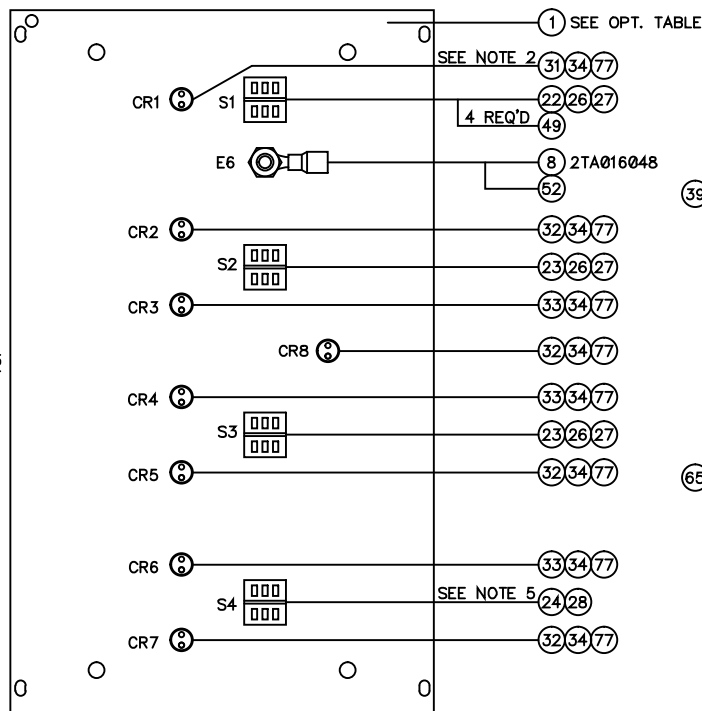 1 SEE OPT. TABLE
SEE NOTE 2 31 34 77
CR1 S1 22 26 27
4 REQ'D 49
E6 8 2TA016048
52
39
CR2 32 34 77
S2 23 26 27
CR3 33 34 77
CR8 32 34 77
CR4 33 34 77
S3 23 26 27
CR5 32 34 77
65
CR6 33 34 77
SEE NOTE 5
S4 24 28
CR7 32 34 77